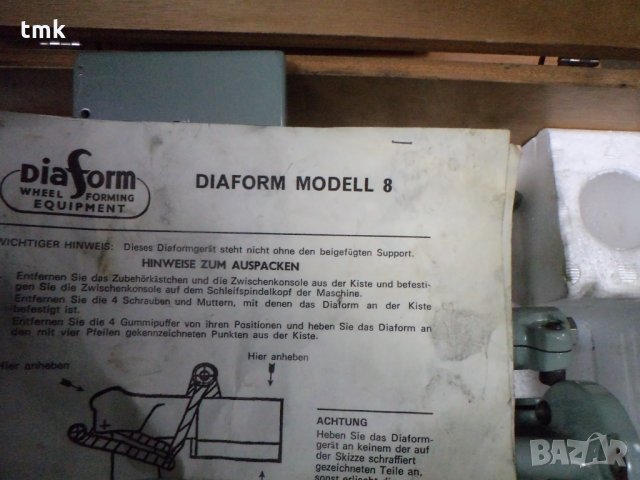 tmk
Diaform
WHEEL FORMING
EQUIPMENT
DIAFORM MODELL 8
WICHTIGER HINWEIS: Dieses Diaformgerät steht nicht ohne den beigefügten Support.
HINWEISE ZUM AUSPACKEN
Entfernen Sie das Zubehörkästchen und die Zwischenkonsole aus der Kiste und befesti-
gen Sie die Zwischenkonsole auf dem Schleifspindelkopf der Maschine.
Entfernen Sie die 4 Schrauben und Muttern, mit denen das Diaform an der Kiste
befestigt ist.
Entfernen Sie die 4 Gummipuffer von ihren Positionen und heben Sie das Diaform an
den mit vier Pfeilen gekennzeichneten Punkten aus der Kiste.
Hier anheben
Hier anheben
ACHTUNG
Heben Sie das Diaform-
gerät an keinem der auf
der Skizze schraffiert
gezeichneten Teile an,
sonst erlischt die
BAZAR